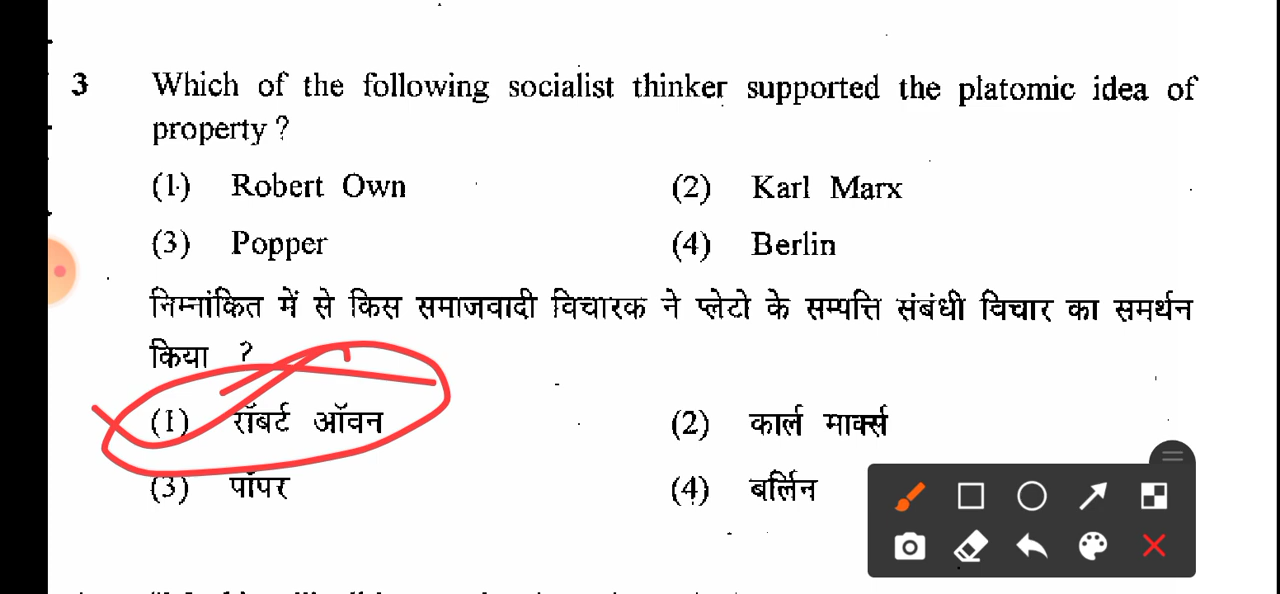 3 Which of the following socialist thinker supported the platomic idea of
property ?
(1) Robert Own (2) Karl Marx
(3) Popper (4) Berlin
निम्नांकित में से किस समाजवादी विचारक ने प्लेटो के सम्पत्ति संबंधी विचार का समर्थन
किया ?
(1) रॉबर्ट ऑवन (2) कार्ल मार्क्स
(3) पॉपर (4) बर्लिन